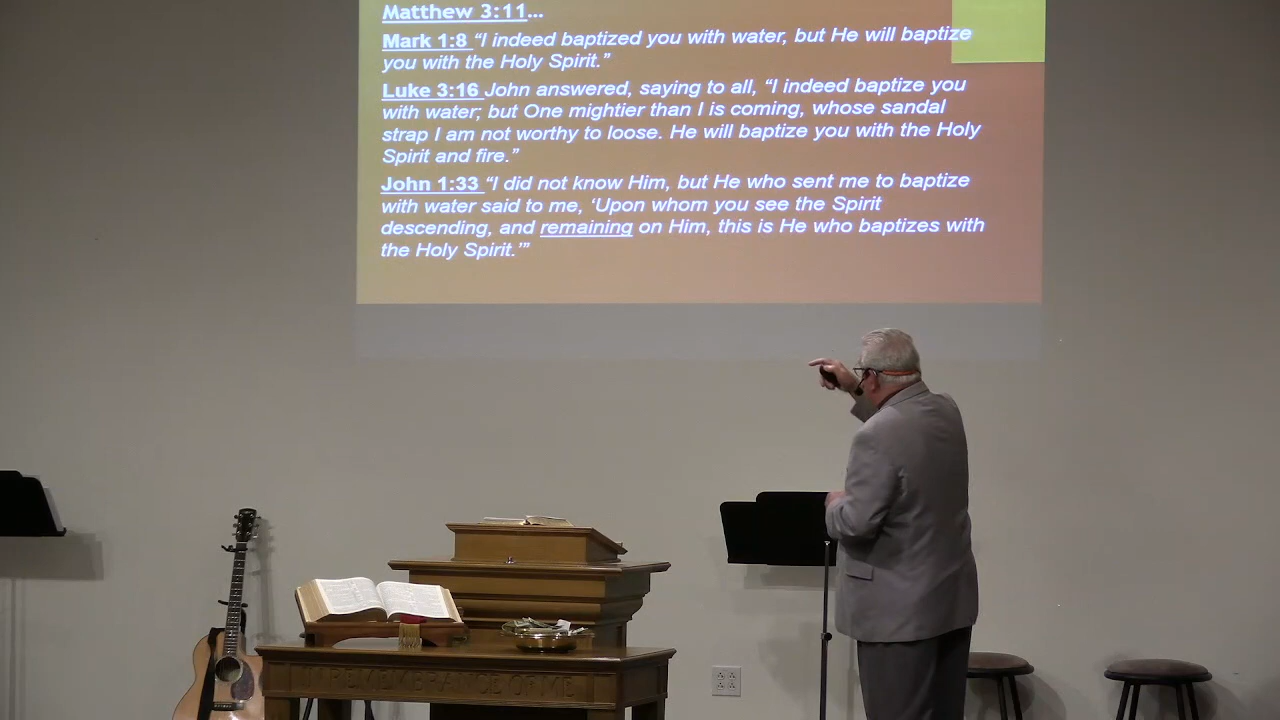 Matthew 3:11…
Mark 1:8 “I indeed baptized you with water, but He will baptize
you with the Holy Spirit.”
Luke 3:16 John answered, saying to all, “I indeed baptize you
with water; but One mightier than I is coming, whose sandal
strap I am not worthy to loose. He will baptize you with the Holy
Spirit and fire.”
John 1:33 “I did not know Him, but He who sent me to baptize
with water said to me, ‘Upon whom you see the Spirit
descending, and remaining on Him, this is He who baptizes with
the Holy Spirit.’”
IN REMEMBRANCE OF ME